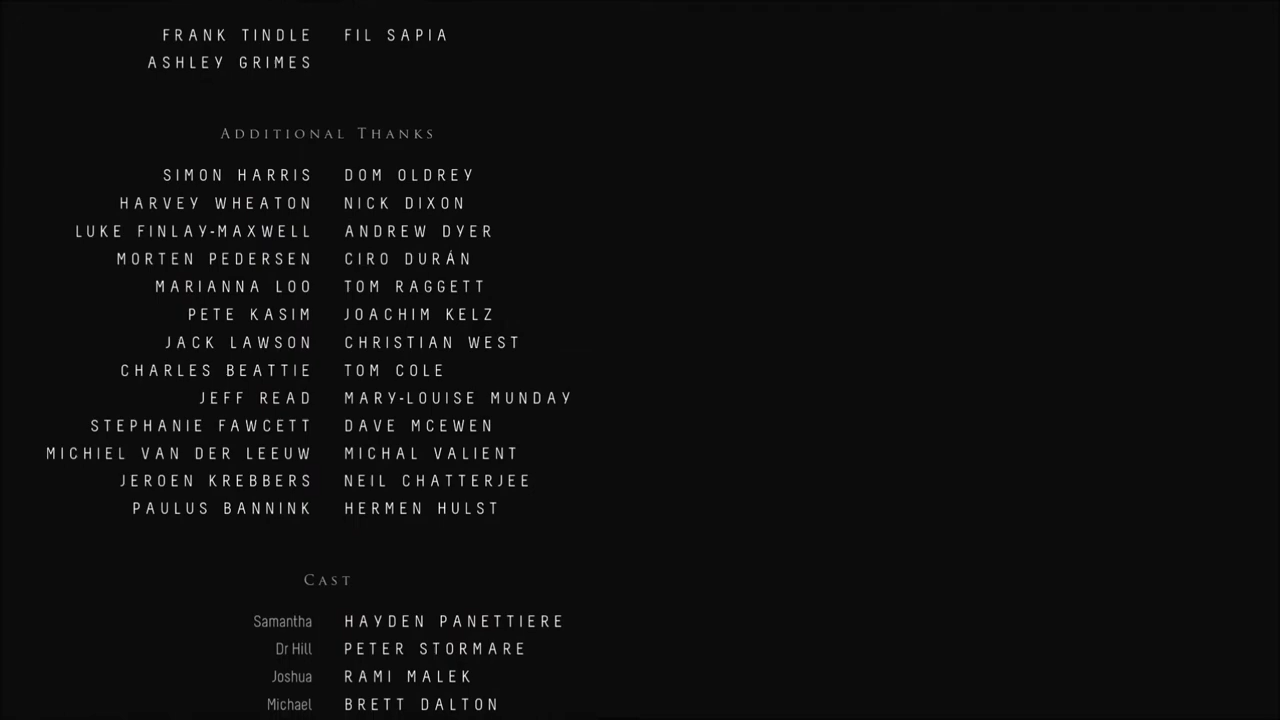 FRANK TINDLE FIL SAPIA
ASHLEY GRIMES
ADDITIONAL THANKS
SIMON HARRIS DOM OLDREY
HARVEY WHEATON NICK DIXON
LUKE FINLAY-MAXWELL ANDREW DYER
MORTEN PEDERSEN CIRO DURÁN
MARIANNA LOO TOM RAGGETT
PETE KASIM JOACHIM KELZ
JACK LAWSON CHRISTIAN WEST
CHARLES BEATTIE TOM COLE
JEFF READ MARY-LOUISE MUNDAY
STEPHANIE FAWCETT DAVE MCEWEN
MICHIEL VAN DER LEEUW MICHAL VALIENT
JEROEN KREBBERS NEIL CHATTERJEE
PAULUS BANNINK HERMEN HULST
CAST
Samantha HAYDEN PANETTIERE
Dr Hill PETER STORMARE
Joshua RAMI MALEK
Michael BRETT DALTON